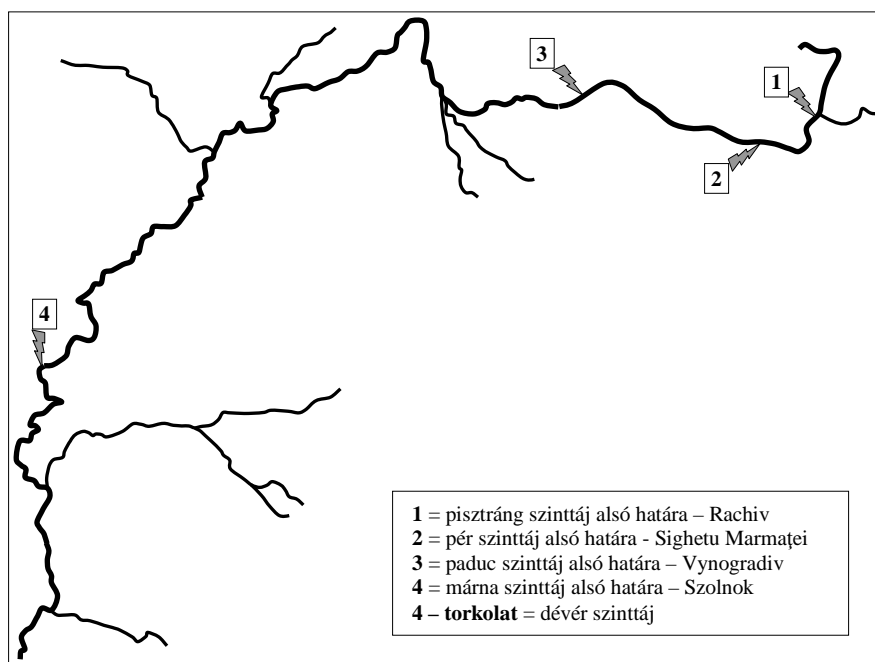 3
1
2
4
1 = pisztráng szinttáj alsó határa – Rachiv
2 = pér szinttáj alsó határa - Sighetu Marmaţei
3 = paduc szinttáj alsó határa – Vynogradiv
4 = márna szinttáj alsó határa – Szolnok
4 – torkolat = dévér szinttáj